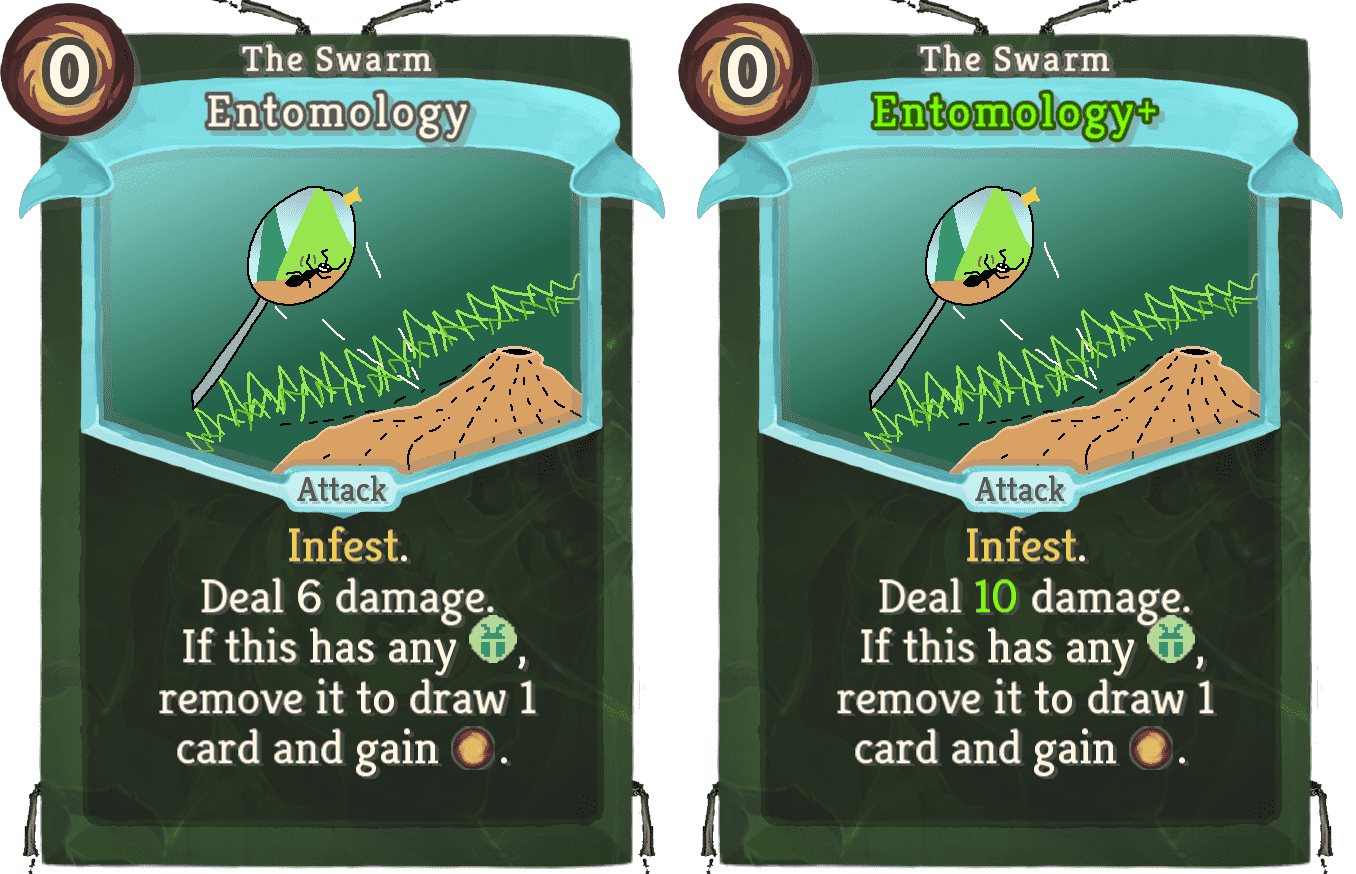 0
The Swarm
Entomology
Attack
Infest.
Deal 6 damage.
If this has any ,
remove it to draw 1
card and gain .
0
The Swarm
Entomology+
Attack
Infest.
Deal 10 damage.
If this has any ,
remove it to draw 1
card and gain .